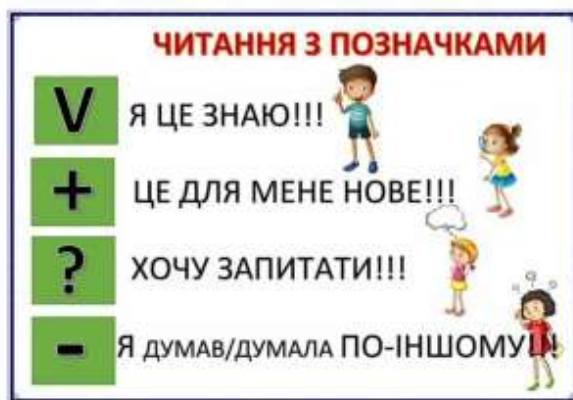 ЧИТАННЯ З ПОЗНАЧКАМИ
V Я ЦЕ ЗНАЮ!!!
+ ЦЕ ДЛЯ МЕНЕ НОВЕ!!!
? ХОЧУ ЗАПИТАТИ!!!
- Я ДУМАВ/ДУМАЛА ПО-ІНШОМУ!!!